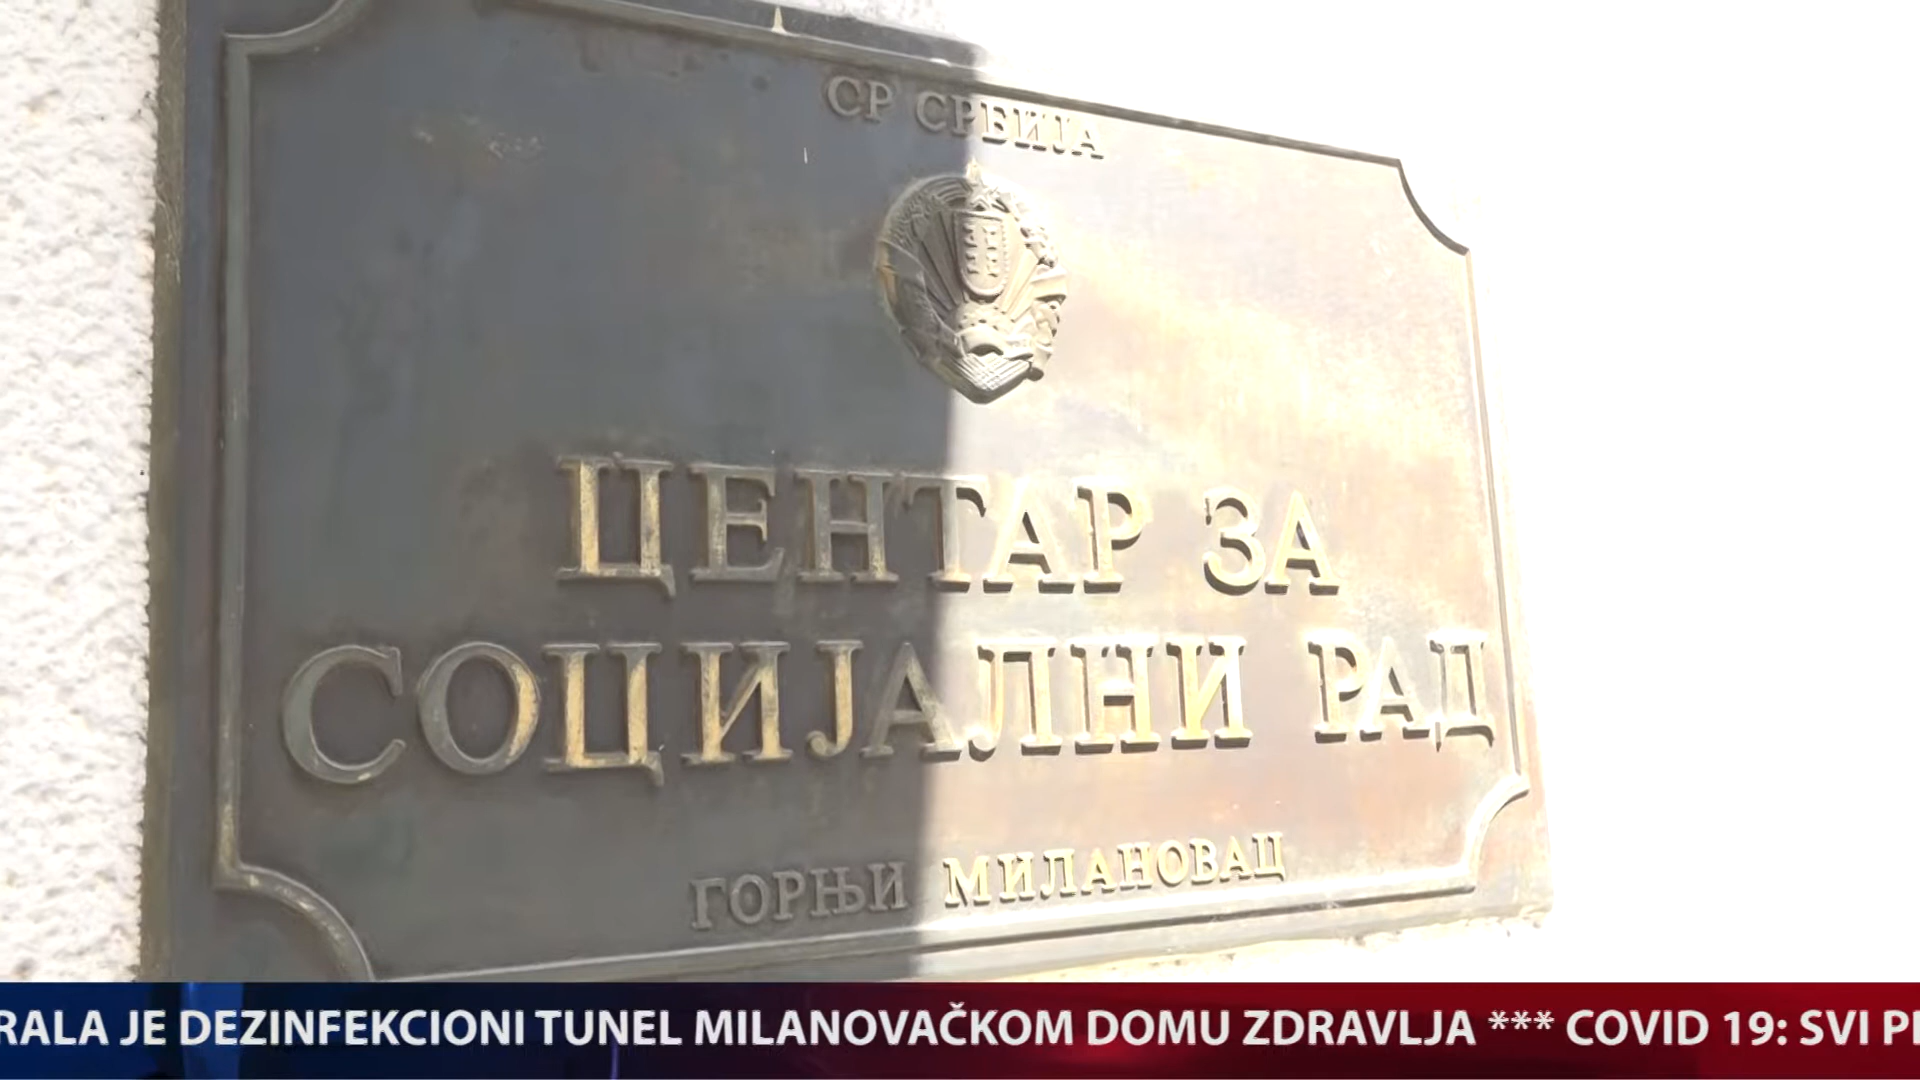 СР СРБИЈА
ЦЕНТАР ЗА
СОЦИЈАЛНИ РАД
ГОРЊИ МИЛАНОВАЦ
RALA JE DEZINFEKCIONI TUNEL MILANOVAČKOM DOMU ZDRAVLJA *** COVID 19: SVI